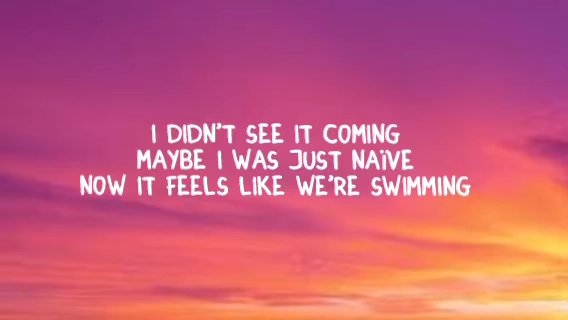 I DIDN'T SEE IT COMING
MAYBE I WAS JUST NAÏVE
NOW IT FEELS LIKE WE'RE SWIMMING